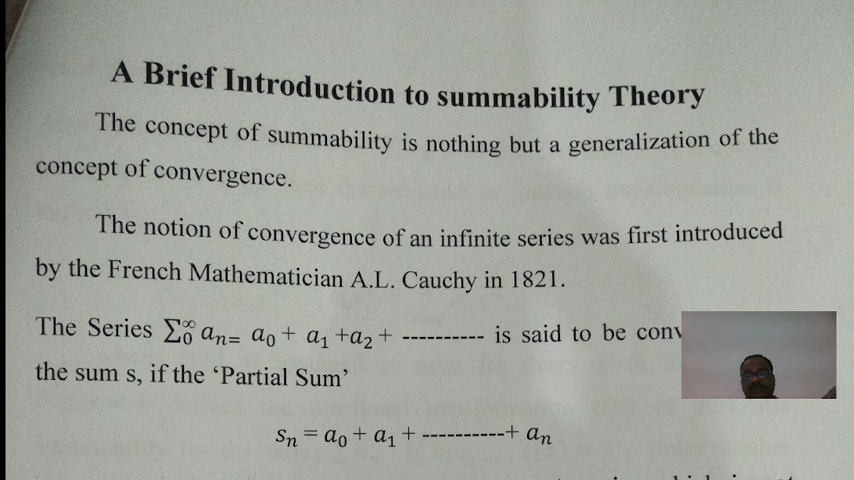 A Brief Introduction to summability Theory
The concept of summability is nothing but a generalization of the
concept of convergence.
The notion of convergence of an infinite series was first introduced
by the French Mathematician A.L. Cauchy in 1821.
The Series ∑₀^∞ aₙ₌ a₀ + a₁ +a₂ + ---------- is said to be conv
the sum s, if the ‘Partial Sum’
sₙ = a₀ + a₁ + ----------+ aₙ